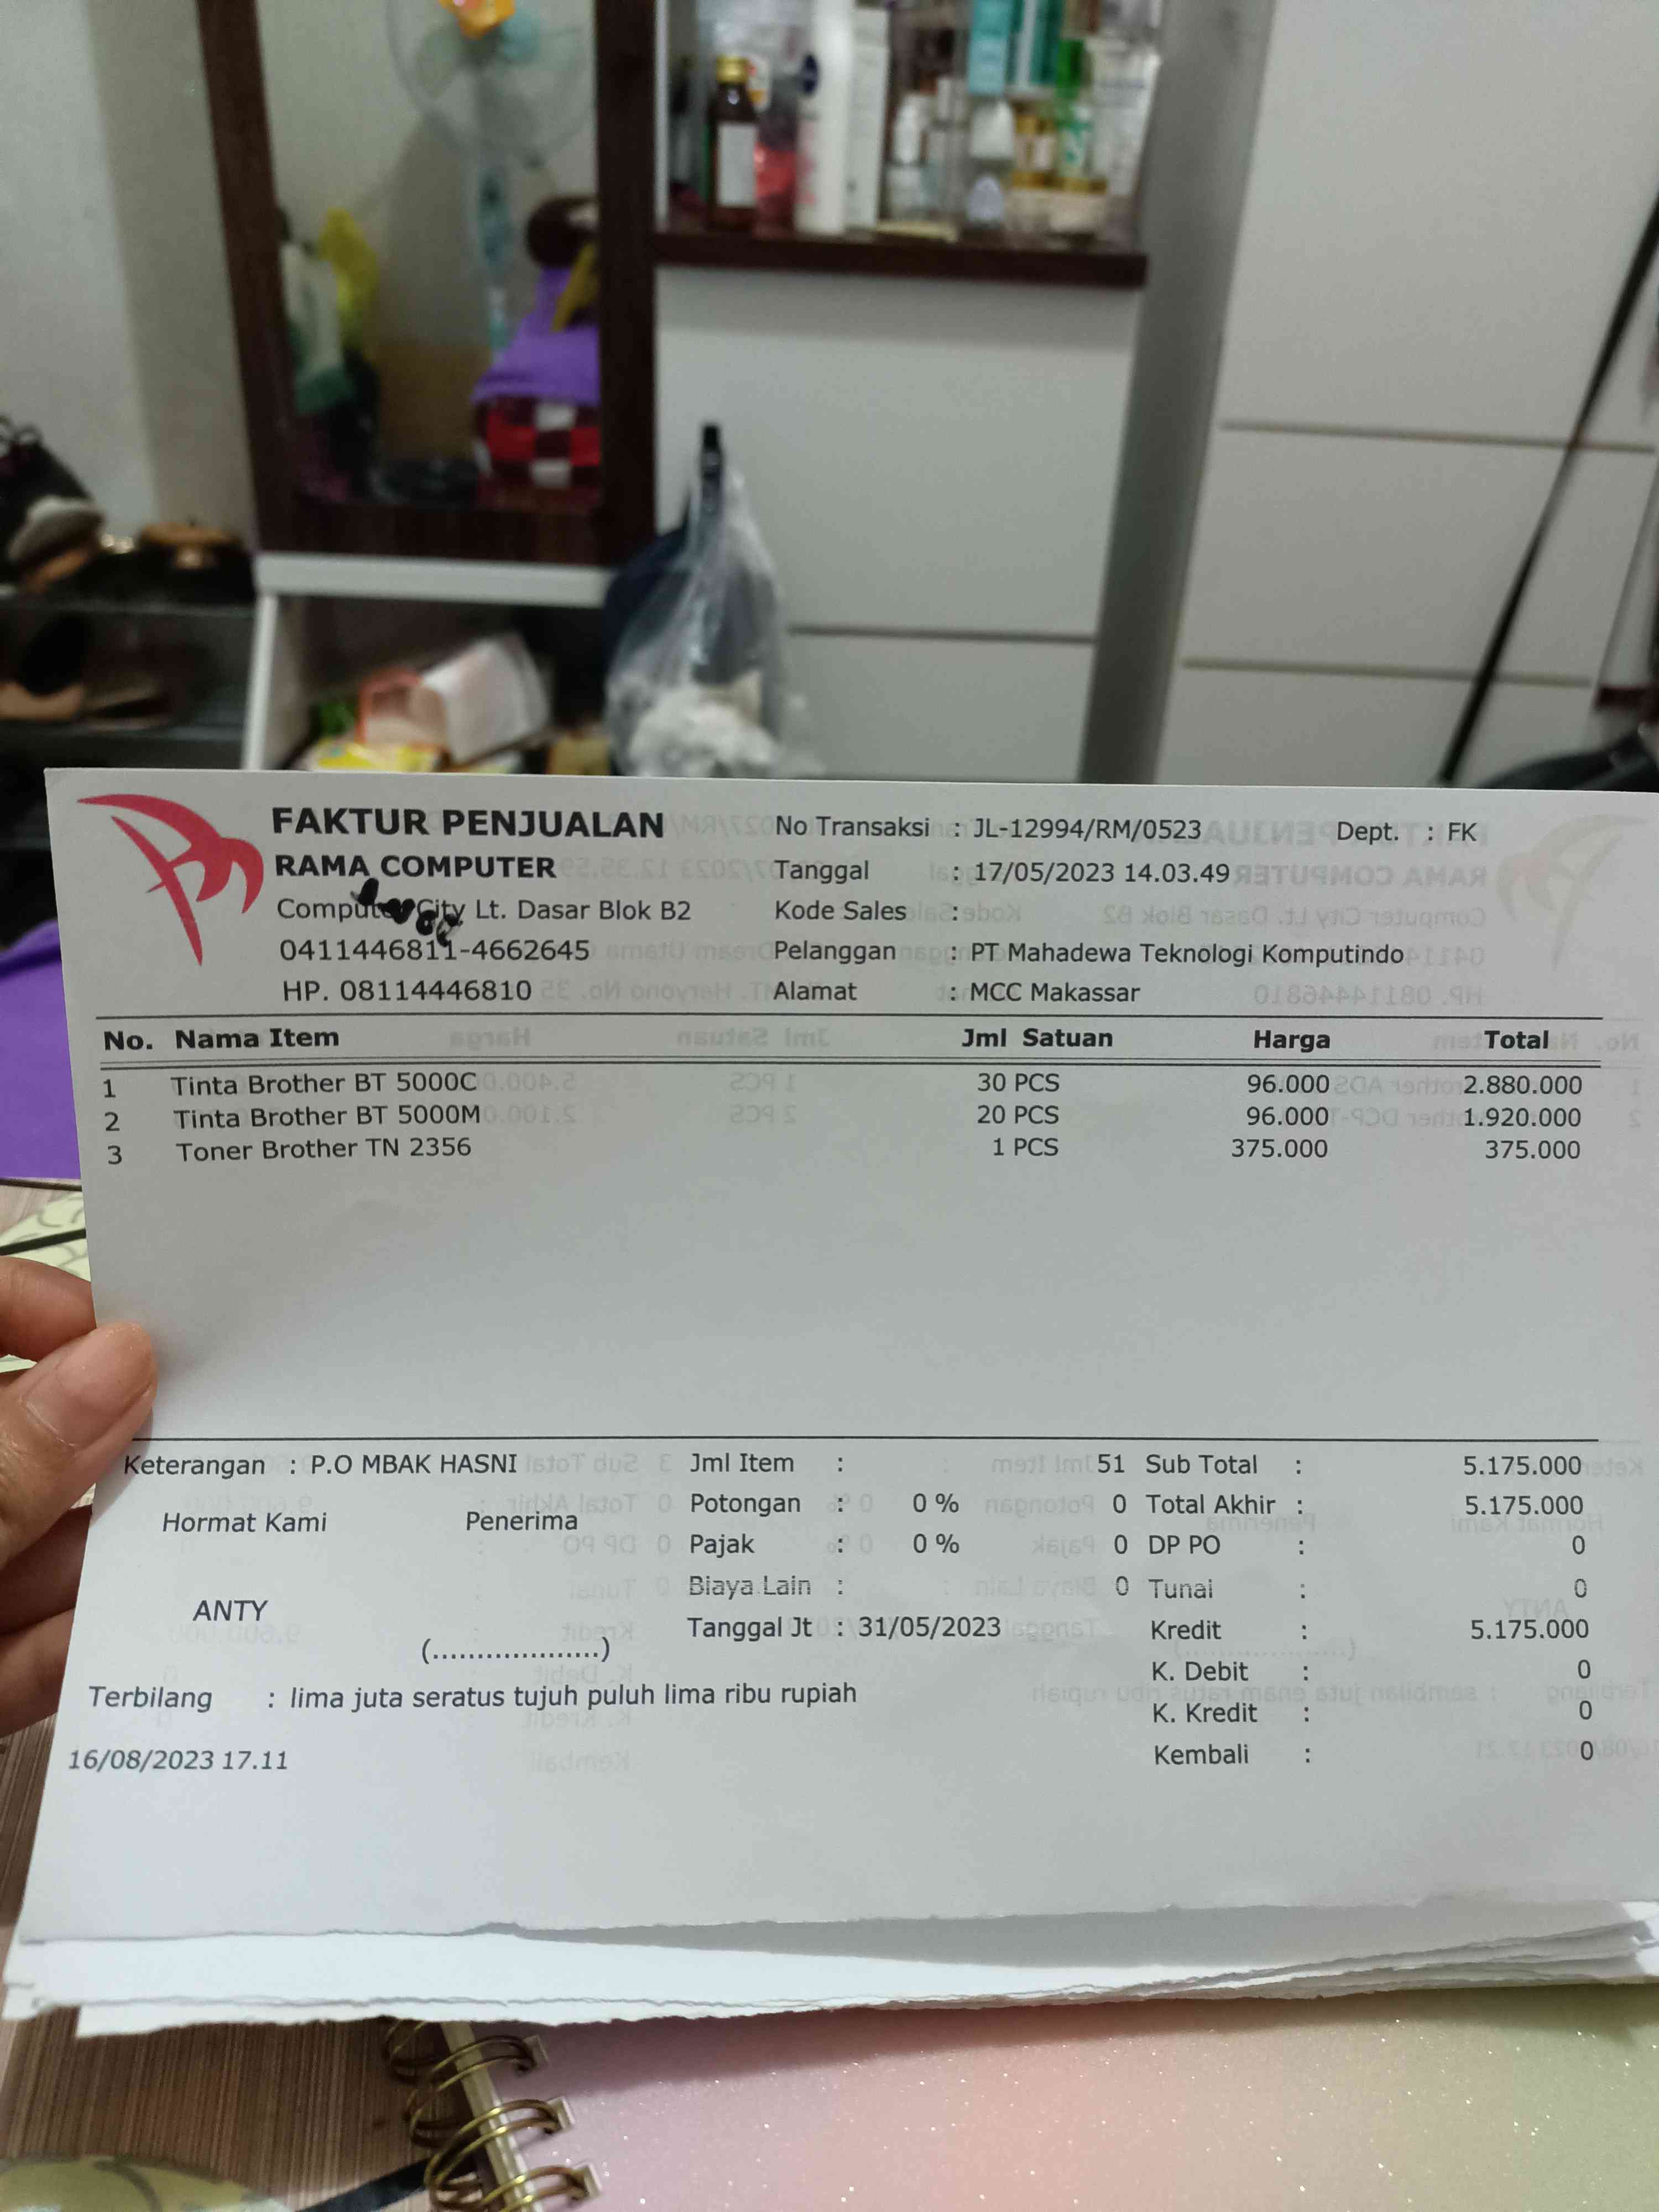 FAKTUR PENJUALAN
RAMA COMPUTER
Computer City Lt. Dasar Blok B2
0411446811-4662645
HP. 08114446810
No Transaksi : JL-12994/RM/0523 Dept. : FK
Tanggal : 17/05/2023 14.03.49
Kode Sales :
Pelanggan : PT Mahadewa Teknologi Komputindo
Alamat : MCC Makassar
No. Nama Item Jml Satuan Harga Total
1 Tinta Brother BT 5000C 30 PCS 96.000 2.880.000
2 Tinta Brother BT 5000M 20 PCS 96.000 1.920.000
3 Toner Brother TN 2356 1 PCS 375.000 375.000
Keterangan : P.O MBAK HASNI
Hormat Kami Penerima
ANTY
(....................)
Jml Item : 51
Potongan : 0 % 0
Pajak : 0 % 0
Biaya Lain : 0
Tanggal Jt : 31/05/2023
Sub Total : 5.175.000
Total Akhir : 5.175.000
DP PO : 0
Tunai : 0
Kredit : 5.175.000
K. Debit : 0
K. Kredit : 0
Kembali : 0
Terbilang : lima juta seratus tujuh puluh lima ribu rupiah
16/08/2023 17.11